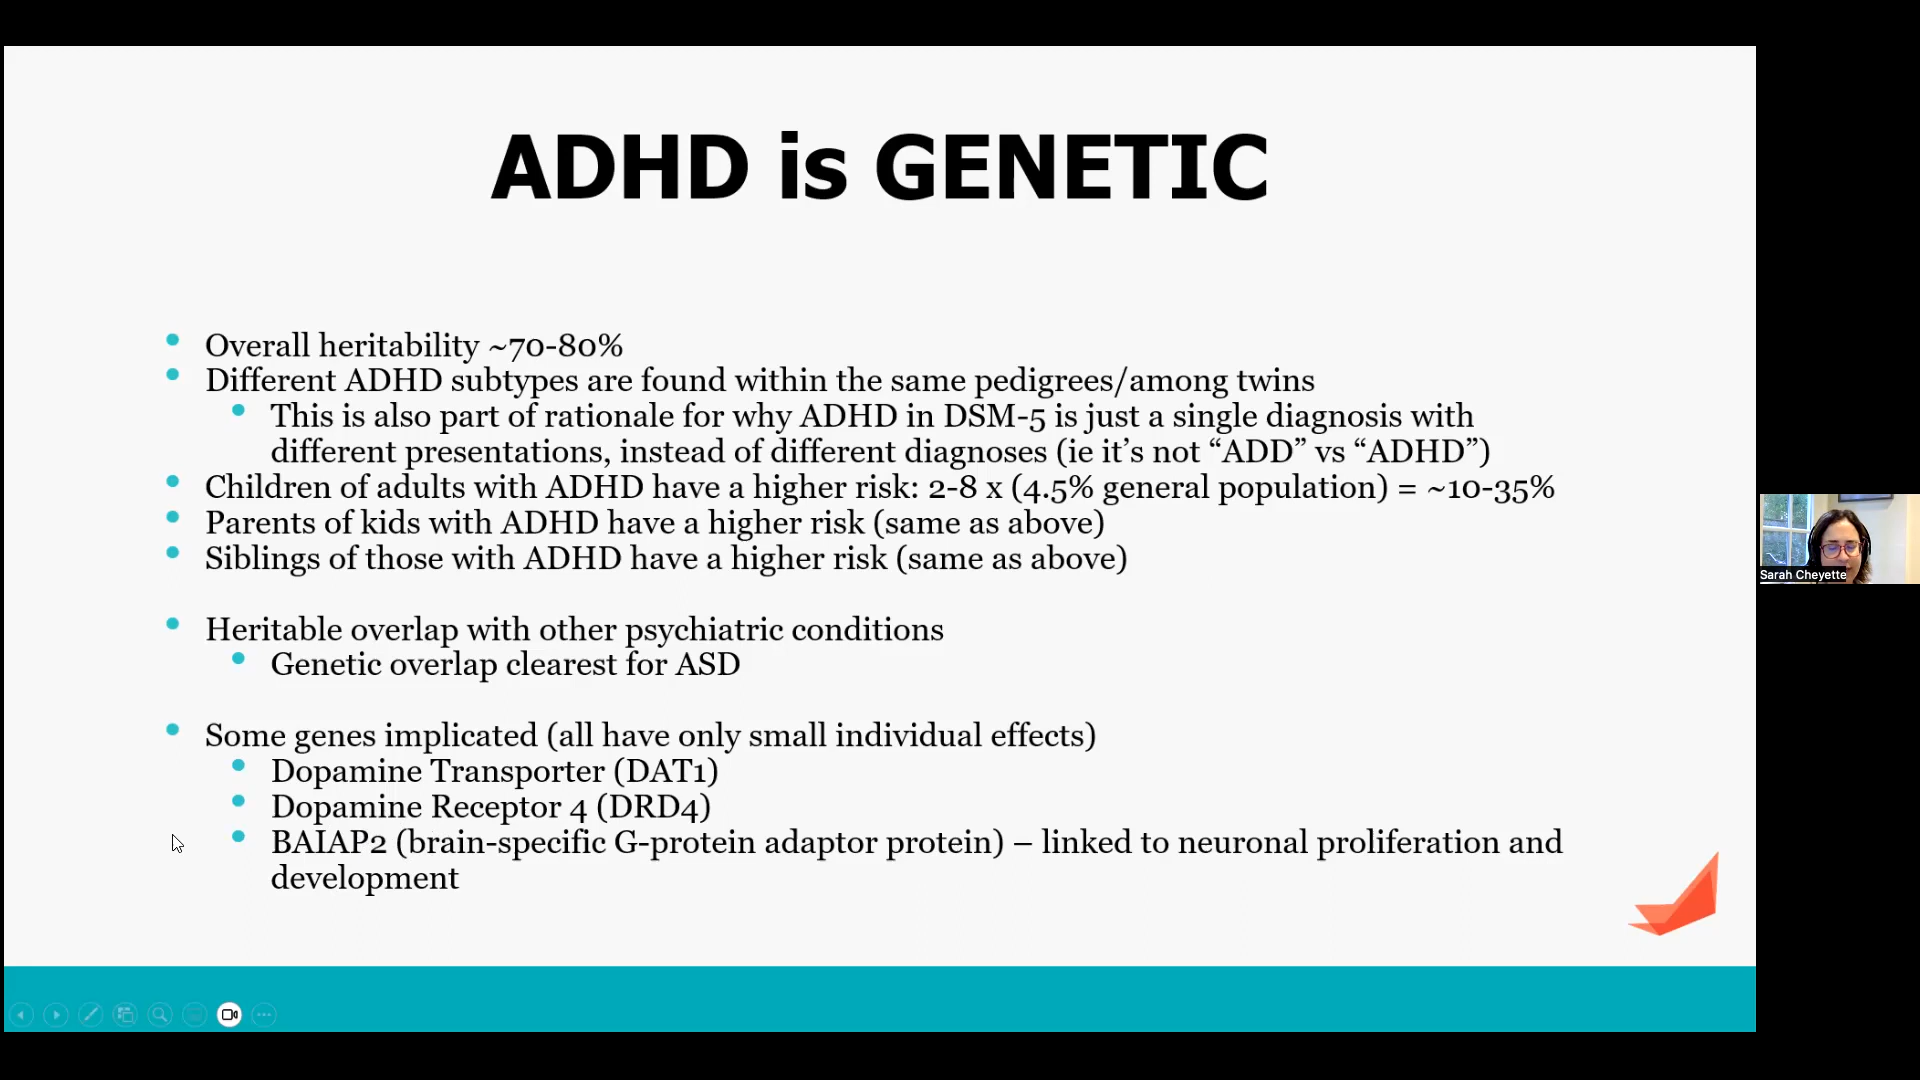 ADHD is GENETIC
Overall heritability ~70-80%
Different ADHD subtypes are found within the same pedigrees/among twins
This is also part of rationale for why ADHD in DSM-5 is just a single diagnosis with
different presentations, instead of different diagnoses (ie it’s not “ADD” vs “ADHD”)
Children of adults with ADHD have a higher risk: 2-8 x (4.5% general population) = ~10-35%
Parents of kids with ADHD have a higher risk (same as above)
Siblings of those with ADHD have a higher risk (same as above)
Heritable overlap with other psychiatric conditions
Genetic overlap clearest for ASD
Some genes implicated (all have only small individual effects)
Dopamine Transporter (DAT1)
Dopamine Receptor 4 (DRD4)
BAIAP2 (brain-specific G-protein adaptor protein) – linked to neuronal proliferation and
development
Sarah Cheyette